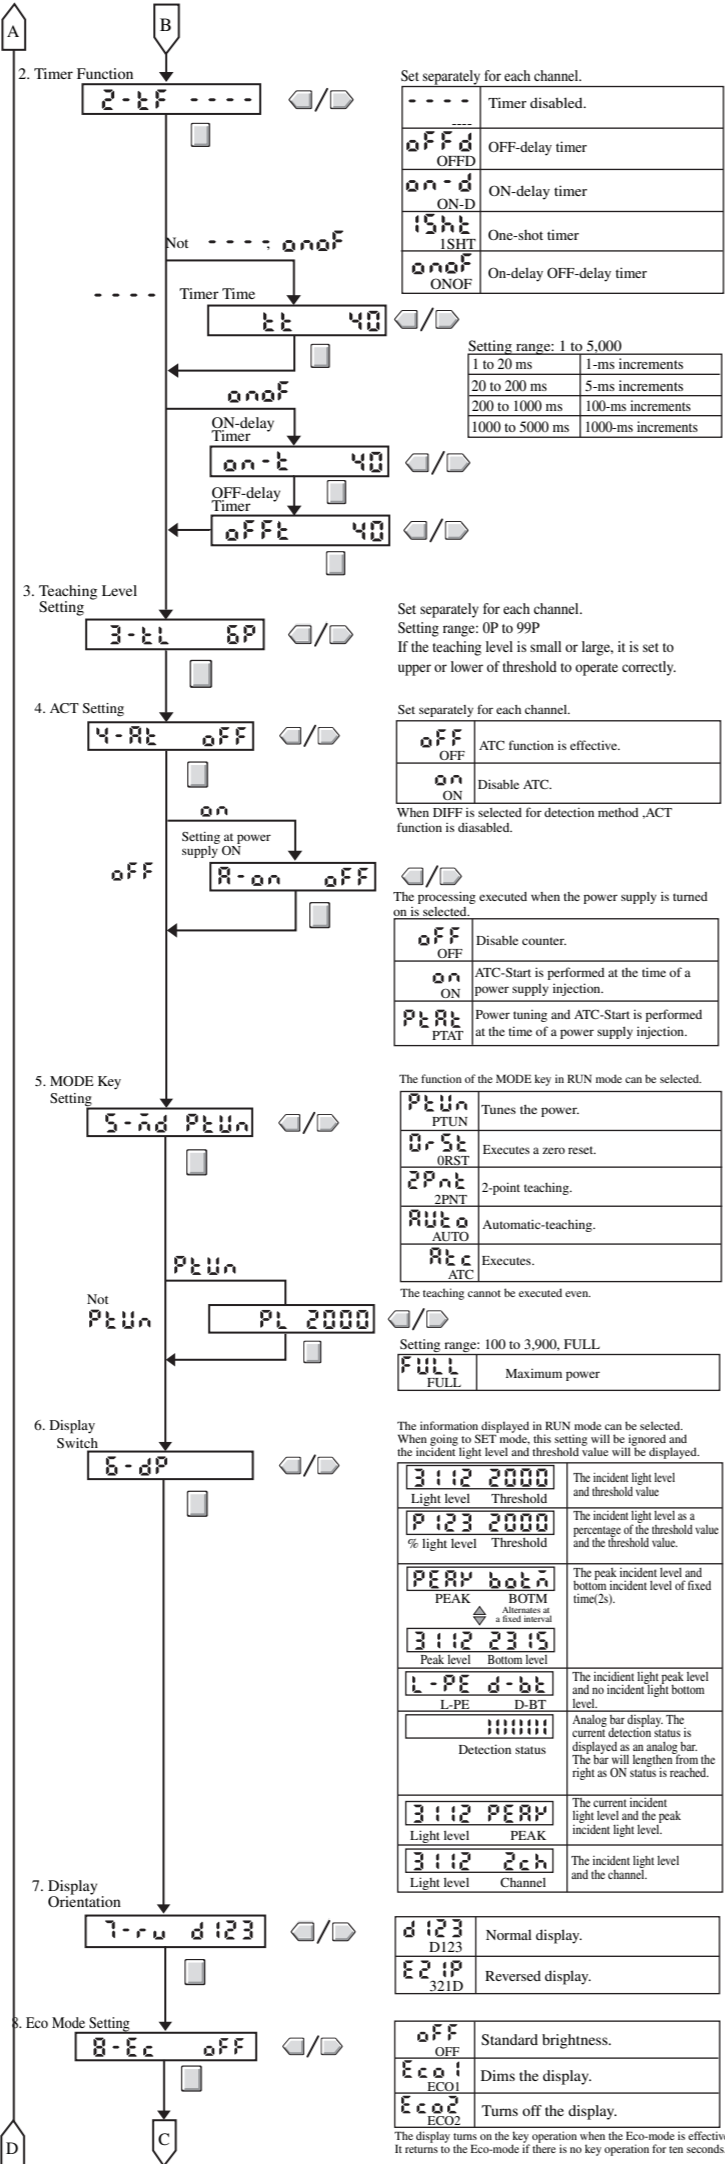 A
B
2. Timer Function
2-tF ----
Set separately for each channel.
---- Timer disabled.
----
oFFd OFF-delay timer
OFFD
on-d ON-delay timer
ON-D
1Sht One-shot timer
1SHT
onoF On-delay OFF-delay timer
ONOF
Not ----, onoF
---- Timer Time
tt 40
Setting range: 1 to 5,000
1 to 20 ms 1-ms increments
20 to 200 ms 5-ms increments
200 to 1000 ms 100-ms increments
1000 to 5000 ms 1000-ms increments
onoF
ON-delay
Timer
on-t 40
OFF-delay
Timer
oFFt 40
3. Teaching Level
Setting
3-tL 6P
Set separately for each channel.
Setting range: 0P to 99P
If the teaching level is small or large, it is set to
upper or lower of threshold to operate correctly.
4. ACT Setting
4-At oFF
Set separately for each channel.
oFF ATC function is effective.
OFF
on Disable ATC.
ON
When DIFF is selected for detection method ,ACT
function is diasabled.
on
Setting at power
supply ON
oFF
A-on oFF
The processing executed when the power supply is turned
on is selected.
oFF Disable counter.
OFF
on ATC-Start is performed at the time of a
ON power supply injection.
PtAt Power tuning and ATC-Start is performed
PTAT at the time of a power supply injection.
5. MODE Key
Setting
5-md PtUn
The function of the MODE key in RUN mode can be selected.
PtUn Tunes the power.
PTUN
0rSt Executes a zero reset.
0RST
2Pnt 2-point teaching.
2PNT
AUto Automatic-teaching.
AUTO
Atc Executes.
ATC
The teaching cannot be executed even.
PtUn
Not
PtUn
PL 2000
Setting range: 100 to 3,900, FULL
FULL Maximum power
FULL
6. Display
Switch
6-dP
The information displayed in RUN mode can be selected.
When going to SET mode, this setting will be ignored and
the incident light level and threshold value will be displayed.
3112 2000 The incident light level
Light level Threshold and threshold value
P123 2000 The incident light level as a
percentage of the threshold value
% light level Threshold and the threshold value.
PEAK botm The peak incident level and
PEAK BOTM bottom incident level of fixed
Alternates at time(2s).
a fixed interval
3112 2315
Peak level Bottom level
L-PE d-bt The incidient light peak level
L-PE D-BT and no incident light bottom
level.
Analog bar display. The
current detection status is
Detection status displayed as an analog bar.
The bar will lengthen from the
right as ON status is reached.
3112 PEAK The current incident
light level and the peak
Light level PEAK incident light level.
3112 2ch The incident light level
Light level Channel and the channel.
7. Display
Orientation
7-rv d123
d123 Normal display.
D123
E21P Reversed display.
321D
8. Eco Mode Setting
8-Ec oFF
oFF Standard brightness.
OFF
Eco1 Dims the display.
ECO1
Eco2 Turns off the display.
ECO2
The display turns on the key operation when the Eco-mode is effective
It returns to the Eco-mode if there is no key operation for ten seconds
D
C